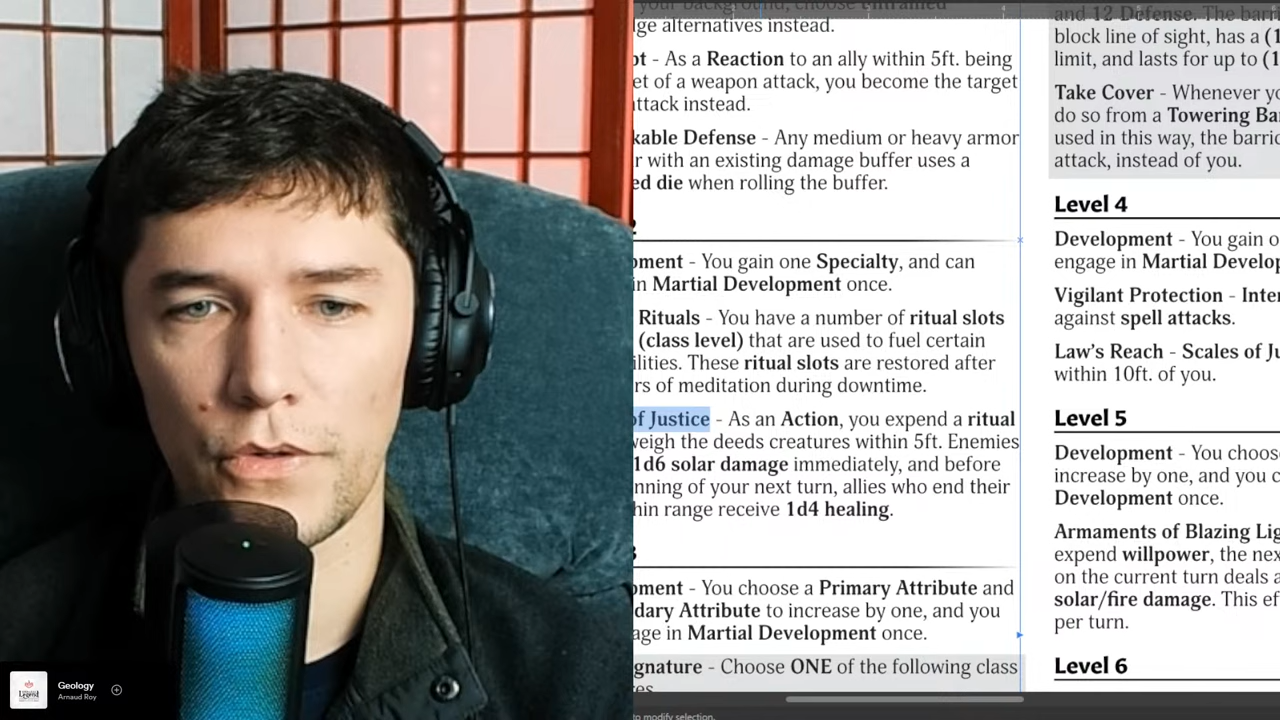 ge alternatives instead.
ot - As a Reaction to an ally within 5ft. being
et of a weapon attack, you become the target
attack instead.
kable Defense - Any medium or heavy armor
r with an existing damage buffer uses a
ed die when rolling the buffer.
2
oment - You gain one Specialty, and can
in Martial Development once.
Rituals - You have a number of ritual slots
(class level) that are used to fuel certain
ilities. These ritual slots are restored after
rs of meditation during downtime.
of Justice - As an Action, you expend a ritual
weigh the deeds creatures within 5ft. Enemies
1d6 solar damage immediately, and before
nning of your next turn, allies who end their
hin range receive 1d4 healing.
3
oment - You choose a Primary Attribute and
dary Attribute to increase by one, and you
age in Martial Development once.
gnature - Choose ONE of the following class
es.
and 12 Defense. The barr
block line of sight, has a (1
limit, and lasts for up to (1
Take Cover - Whenever yo
do so from a Towering Ba
used in this way, the barric
attack, instead of you.
Level 4
Development - You gain o
engage in Martial Develop
Vigilant Protection - Inter
against spell attacks.
Law's Reach - Scales of Ju
within 10ft. of you.
Level 5
Development - You choose
increase by one, and you c
Development once.
Armaments of Blazing Lig
expend willpower, the nex
on the current turn deals a
solar/fire damage. This ef
per turn.
Level 6
to modify selection.
Legend
Geology
Arnaud Roy